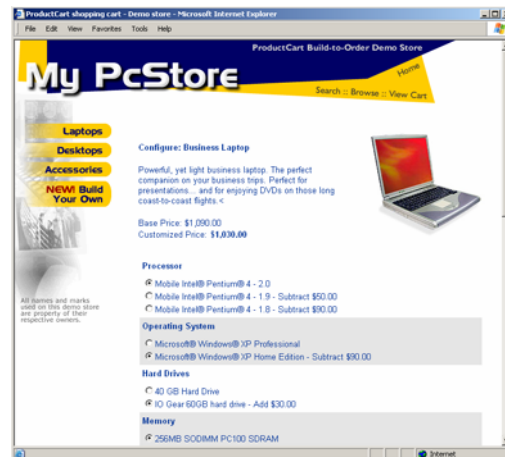 ProductCart shopping cart - Demo store - Microsoft Internet Explorer
File Edit View Favorites Tools Help
ProductCart Build-to-Order Demo Store
My PcStore
Home
Search :: Browse :: View Cart
Laptops
Desktops
Accessories
NEW! Build
Your Own
All names and marks
used on this demo store
are property of their
respective owners.
Configure: Business Laptop
Powerful, yet light business laptop. The perfect
companion on your business trips. Perfect for
presentations... and for enjoying DVDs on those long
coast-to-coast flights.<
Base Price: $1,090.00
Customized Price: $1,030.00
Processor
Mobile Intel® Pentium® 4 - 2.0
Mobile Intel® Pentium® 4 - 1.9 - Subtract $50.00
Mobile Intel® Pentium® 4 - 1.8 - Subtract $90.00
Operating System
Microsoft® Windows® XP Professional
Microsoft® Windows® XP Home Edition - Subtract $90.00
Hard Drives
40 GB Hard Drive
IO Gear 60GB hard drive - Add $30.00
Memory
256MB SODIMM PC100 SDRAM
Internet